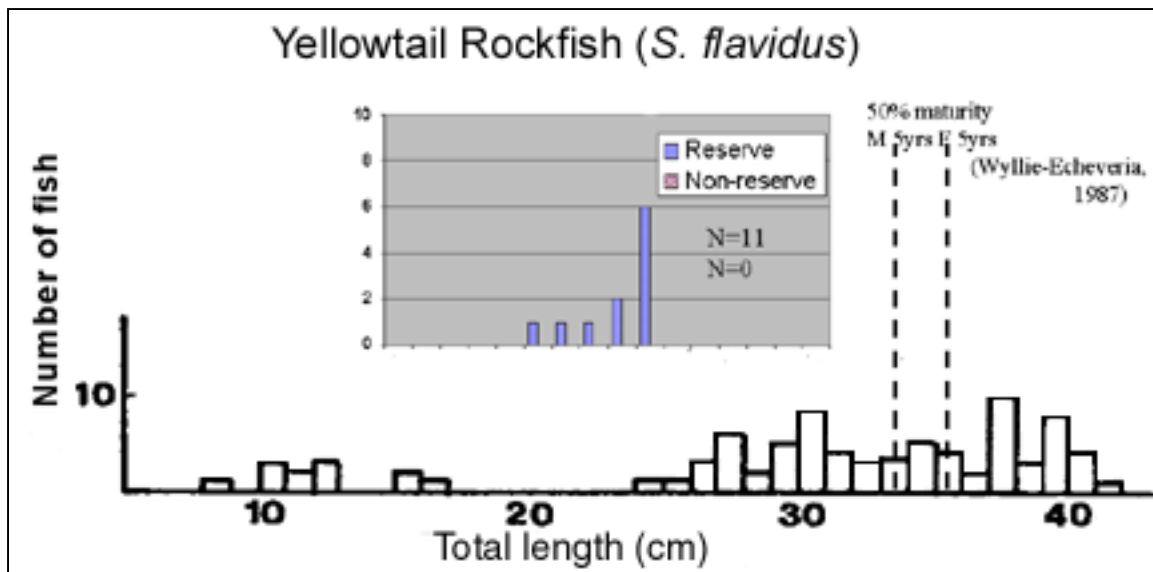 Yellowtail Rockfish (S. flavidus)
10
8
6
4
2
0
Reserve
Non-reserve
N=11
N=0
50% maturity
M 5yrs F 5yrs
(Wyllie-Echeveria,
1987)
Number of fish
10
10 20 30 40
Total length (cm)